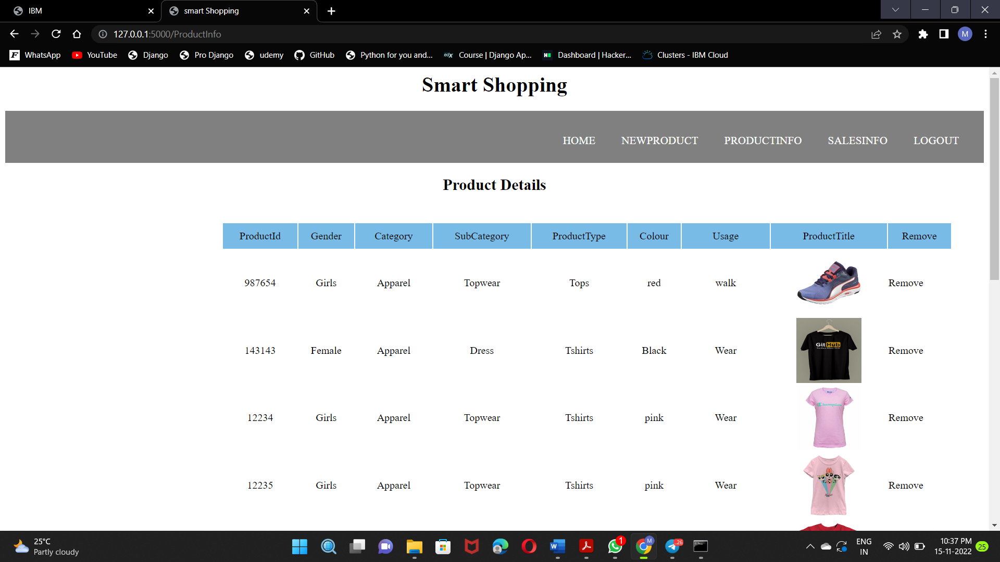 IBM
smart Shopping
127.0.0.1:5000/ProductInfo
M
WhatsApp
YouTube
Django
Pro Django
udemy
GitHub
Python for you and...
edX Course | Django Ap...
Dashboard | Hacker...
Clusters - IBM Cloud
Smart Shopping
HOME NEWPRODUCT PRODUCTINFO SALESINFO LOGOUT
Product Details
ProductId Gender Category SubCategory ProductType Colour Usage ProductTitle Remove
987654 Girls Apparel Topwear Tops red walk Remove
GitHub
143143 Female Apparel Dress Tshirts Black Wear Remove
Champion
12234 Girls Apparel Topwear Tshirts pink Wear Remove
12235 Girls Apparel Topwear Tshirts pink Wear Remove
25°C
Partly cloudy
1
M
..26
ENG
IN
10:37 PM
15-11-2022
25